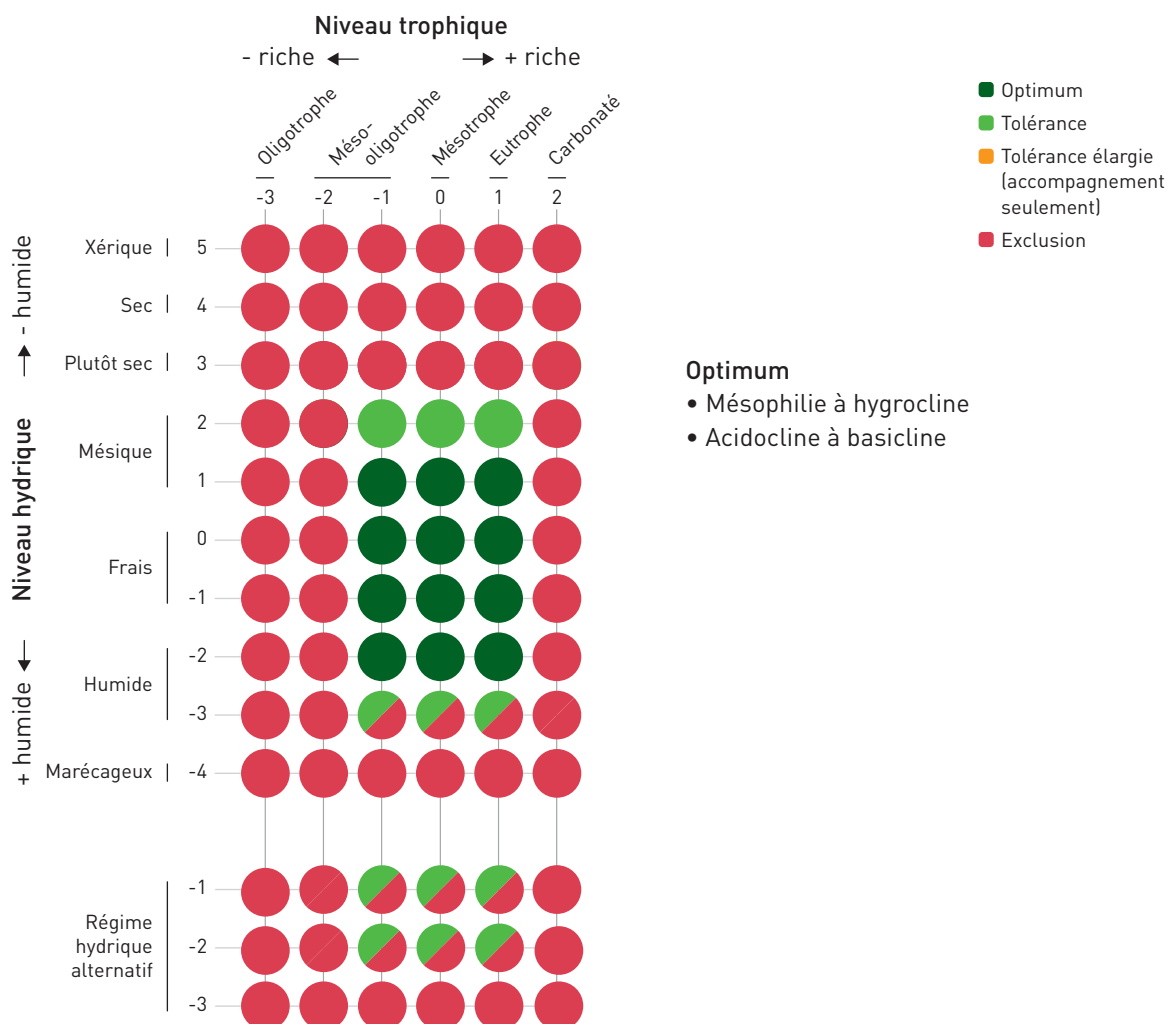 Niveau trophique
- riche ← → + riche
Oligotrophe
Méso-
oligotrophe
Mésotrophe
Eutrophe
Carbonaté
-3 -2 -1 0 1 2
Optimum
Tolérance
Tolérance élargie
(accompagnement
seulement)
Exclusion
Niveau hydrique
→ - humide
+ humide ←
Xérique 5
Sec 4
Plutôt sec 3
Mésique 2
1
Frais 0
-1
Humide -2
-3
Marécageux -4
Régime
hydrique
alternatif
-1
-2
-3
Optimum
• Mésophilie à hygrocline
• Acidocline à basicline